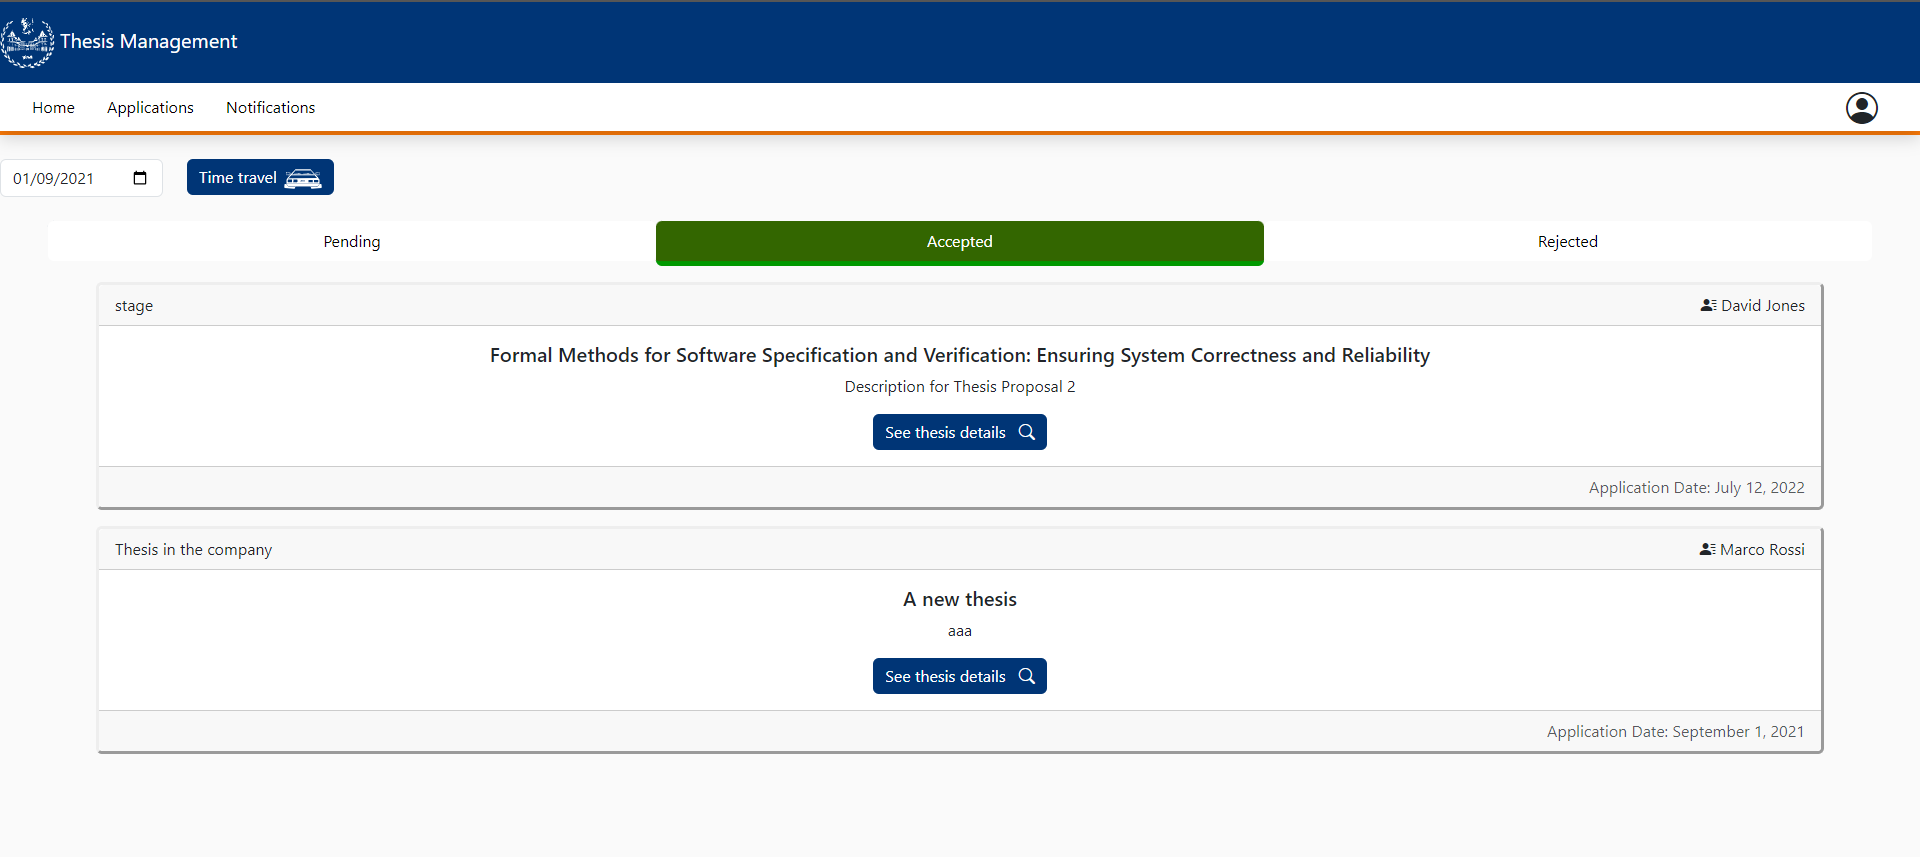 Thesis Management
Home Applications Notifications
01/09/2021 Time travel
Pending Accepted Rejected
stage David Jones
Formal Methods for Software Specification and Verification: Ensuring System Correctness and Reliability
Description for Thesis Proposal 2
See thesis details
Application Date: July 12, 2022
Thesis in the company Marco Rossi
A new thesis
aaa
See thesis details
Application Date: September 1, 2021